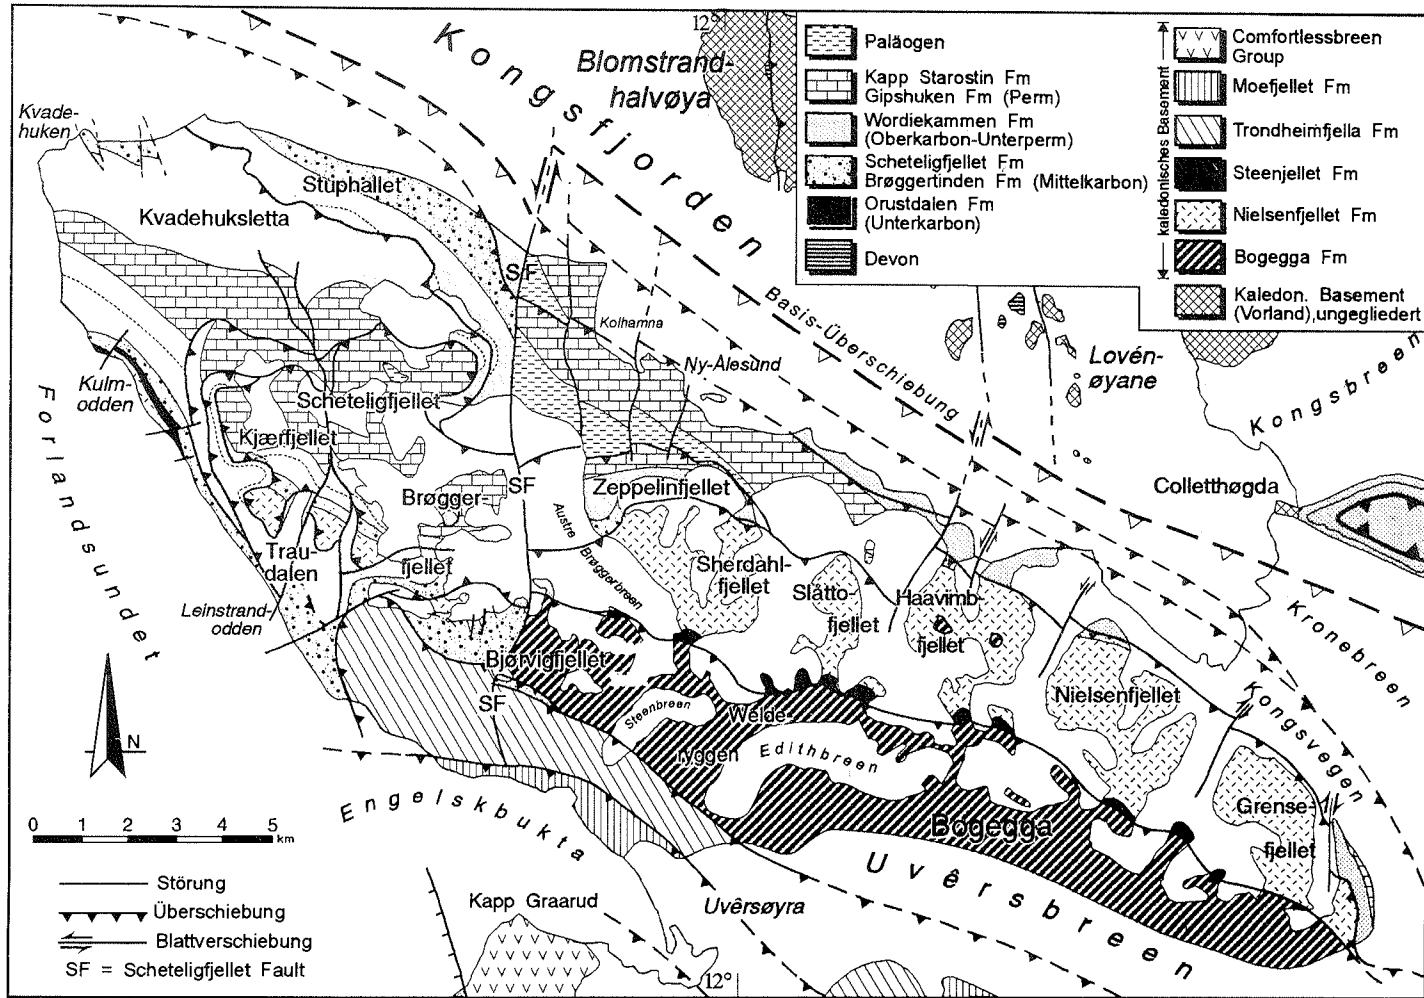 12°
Kongsfjorden
Blomstrand-
halvøya
Kvade-
huken
Stuphallet
Kvadehuksletta
SF
Kolhamna
Ny-Ålesund
Basis-Überschiebung
Lovén-
øyane
Kongsbreen
Kulm-
odden
Scheteligfjellet
Kjærfjellet
Forlandsundet
Brøgger-
fjellet
SF
Zeppelinfjellet
Colletthøgda
Austre
Brøggerbreen
Trau-
dalen
Leinstrand-
odden
Sherdahl-
fjellet
Slåtto-
fjellet
Haavimb-
fjellet
Kronebreen
Bjørvigfjellet
SF
Steenbreen
Welde-
ryggen
Edithbreen
Nielsenfjellet
Kongsvegen
Grense-
fjellet
Bogegga
Engelskbukta
Uvêrsbreen
Uvêrsøyra
Kapp Graarud
12°
N
0 1 2 3 4 5
km
Störung
Überschiebung
Blattverschiebung
SF = Scheteligfjellet Fault
Paläogen
Kapp Starostin Fm
Gipshuken Fm (Perm)
Wordiekammen Fm
(Oberkarbon-Unterperm)
Scheteligfjellet Fm
Brøggertinden Fm (Mittelkarbon)
Orustdalen Fm
(Unterkarbon)
Devon
kaledonisches Basement
Comfortlessbreen
Group
Moefjellet Fm
Trondheimfjella Fm
Steenjellet Fm
Nielsenfjellet Fm
Bogegga Fm
Kaledon. Basement
(Vorland),ungegliedert